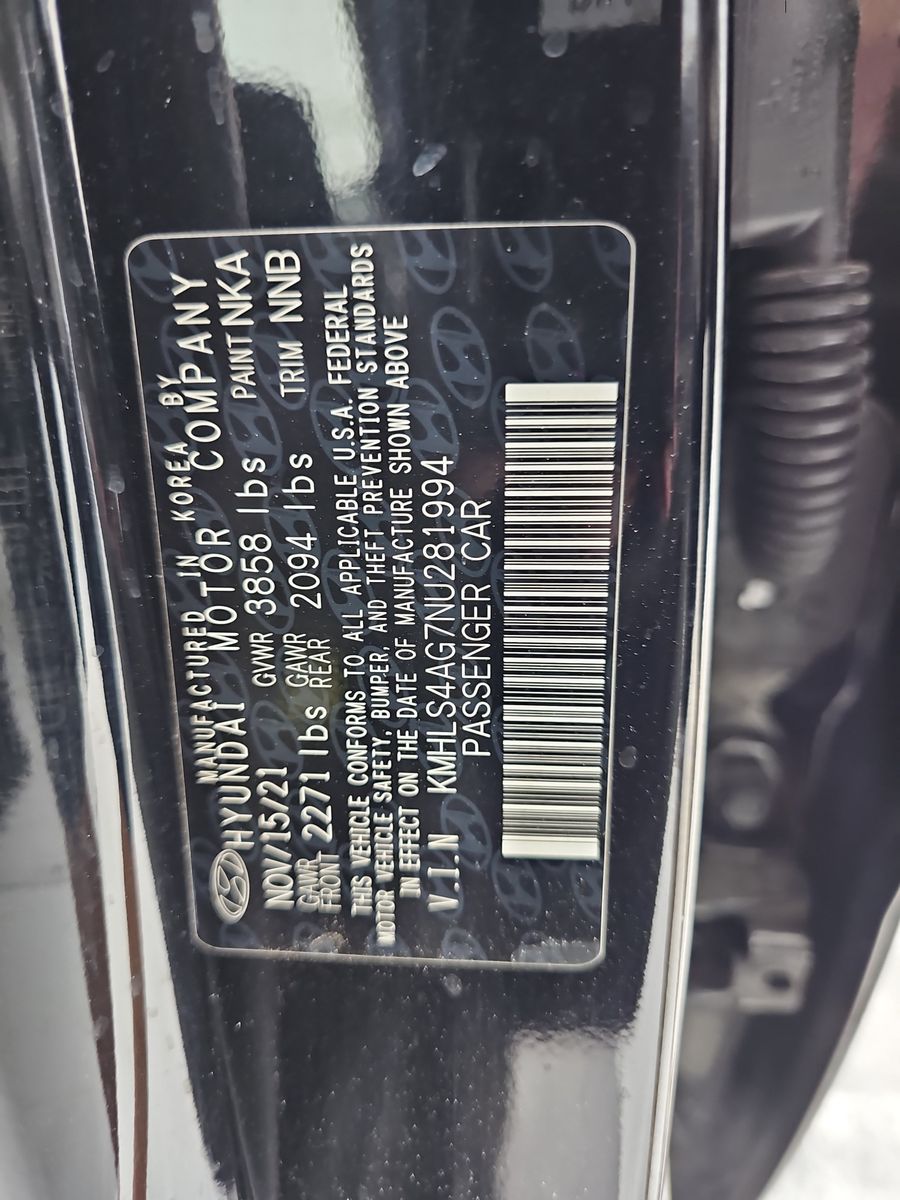 MANUFACTURED IN KOREA BY
HYUNDAI MOTOR COMPANY
NOV/15/21 GVWR 3858 lbs PAINT NKA
GAWR FRONT 2271 lbs GAWR REAR 2094 lbs TRIM NNB
THIS VEHICLE CONFORMS TO ALL APPLICABLE U.S.A. FEDERAL
MOTOR VEHICLE SAFETY, BUMPER, AND THEFT PREVENTION STANDARDS
IN EFFECT ON THE DATE OF MANUFACTURE SHOWN ABOVE
V.I.N KMHLS4AG7NU281994
PASSENGER CAR